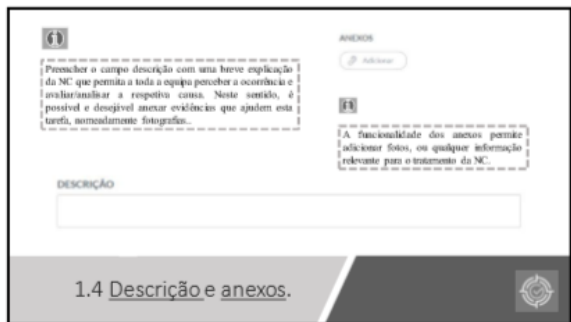 Preencher o campo descrição com uma breve explicação
da NC que permita a toda a equipa perceber a ocorrência e
avaliar/analisar a respetiva causa. Neste sentido, é
possível e desejável anexar evidências que ajudem esta
tarefa, nomeadamente fotografias..
ANEXOS
Adicionar
A funcionalidade dos anexos permite
adicionar fotos, ou qualquer informação
relevante para o tratamento da NC.
DESCRIÇÃO
1.4 Descrição e anexos.